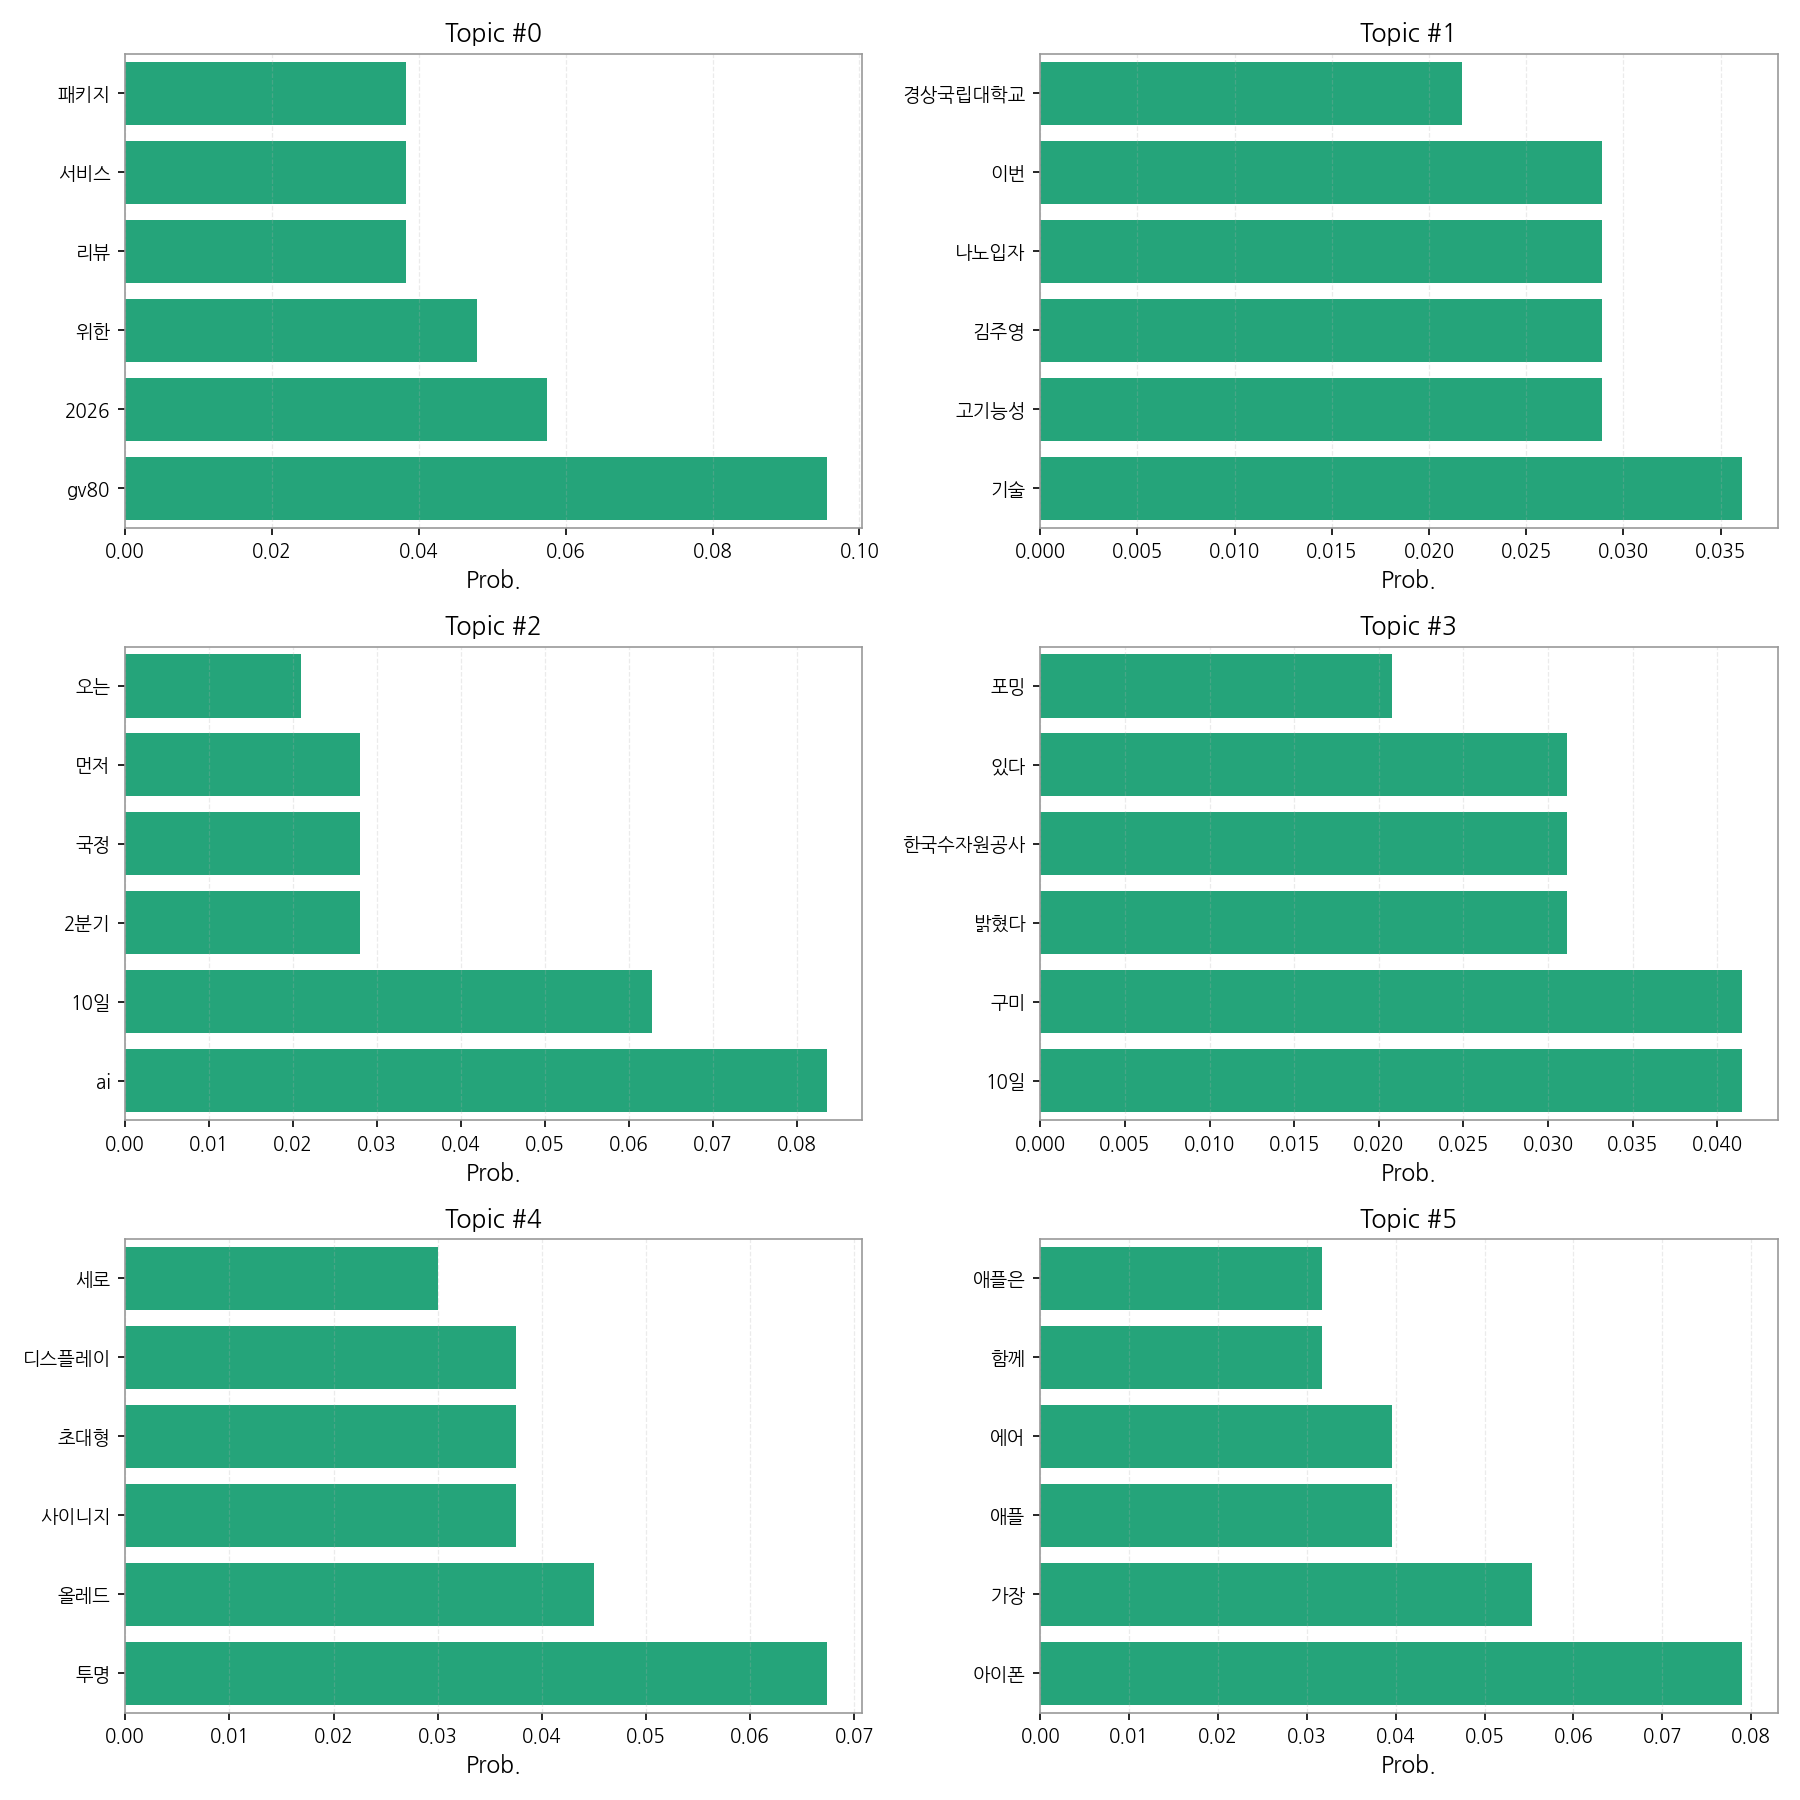 Topic #0
패키지
서비스
리뷰
위한
2026
gv80
0.00 0.02 0.04 0.06 0.08 0.10
Prob.
Topic #1
경상국립대학교
이번
나노입자
김주영
고기능성
기술
0.000 0.005 0.010 0.015 0.020 0.025 0.030 0.035
Prob.
Topic #2
오는
먼저
국정
2분기
10일
ai
0.00 0.01 0.02 0.03 0.04 0.05 0.06 0.07 0.08
Prob.
Topic #3
포밍
있다
한국수자원공사
밝혔다
구미
10일
0.000 0.005 0.010 0.015 0.020 0.025 0.030 0.035 0.040
Prob.
Topic #4
세로
디스플레이
초대형
사이니지
올레드
투명
0.00 0.01 0.02 0.03 0.04 0.05 0.06 0.07
Prob.
Topic #5
애플은
함께
에어
애플
가장
아이폰
0.00 0.01 0.02 0.03 0.04 0.05 0.06 0.07 0.08
Prob.